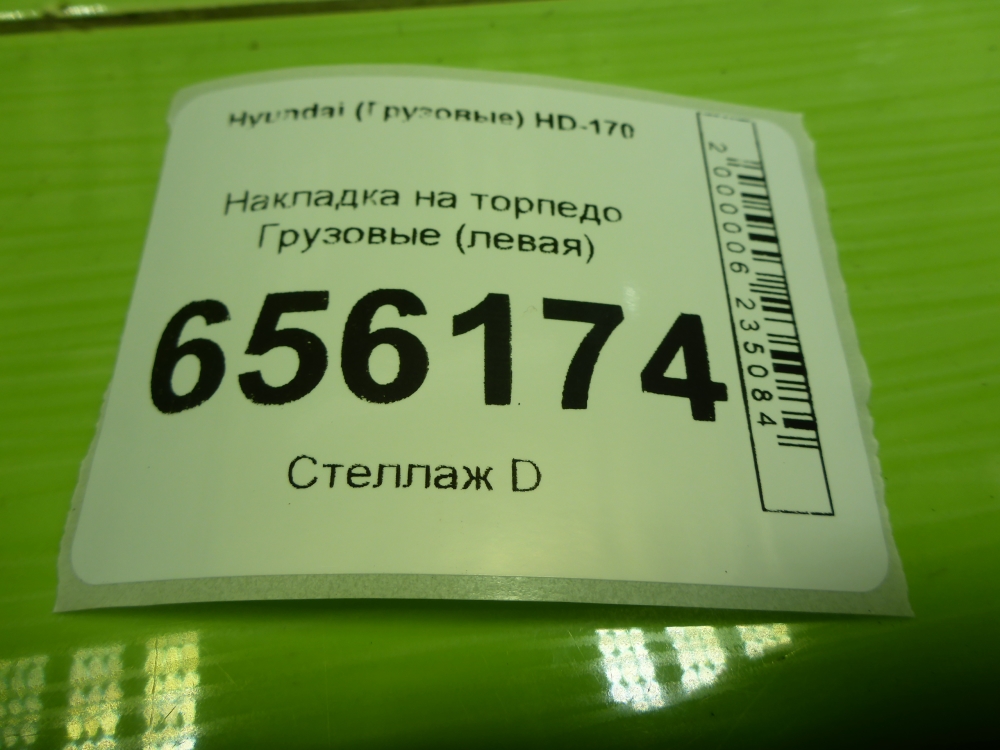 Hyundai (Грузовые) HD-170
Накладка на торпедо
Грузовые (левая)
656174
Стеллаж D
2000006235084